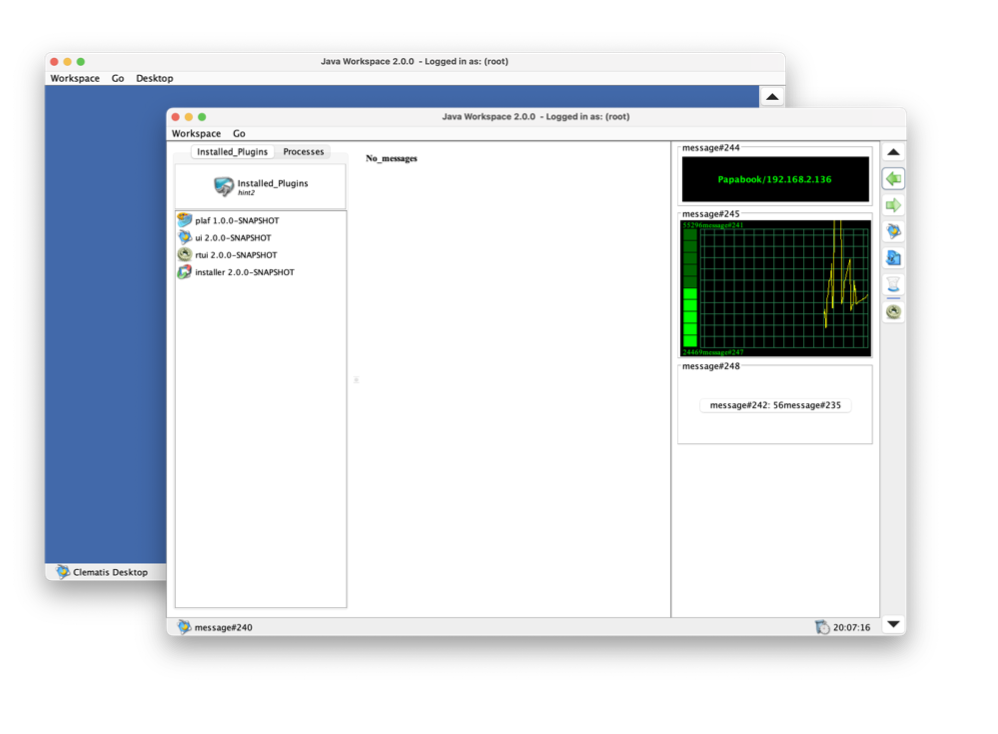 Java Workspace 2.0.0 - Logged in as: (root)
Workspace Go Desktop
Java Workspace 2.0.0 - Logged in as: (root)
Workspace Go
Installed_Plugins Processes
Installed_Plugins
hint2
plaf 1.0.0-SNAPSHOT
ui 2.0.0-SNAPSHOT
rtui 2.0.0-SNAPSHOT
installer 2.0.0-SNAPSHOT
No_messages
message#244
Papabook/192.168.2.136
message#245
55296message#241
24469message#247
message#248
message#242: 56message#235
Clematis Desktop
message#240
20:07:16